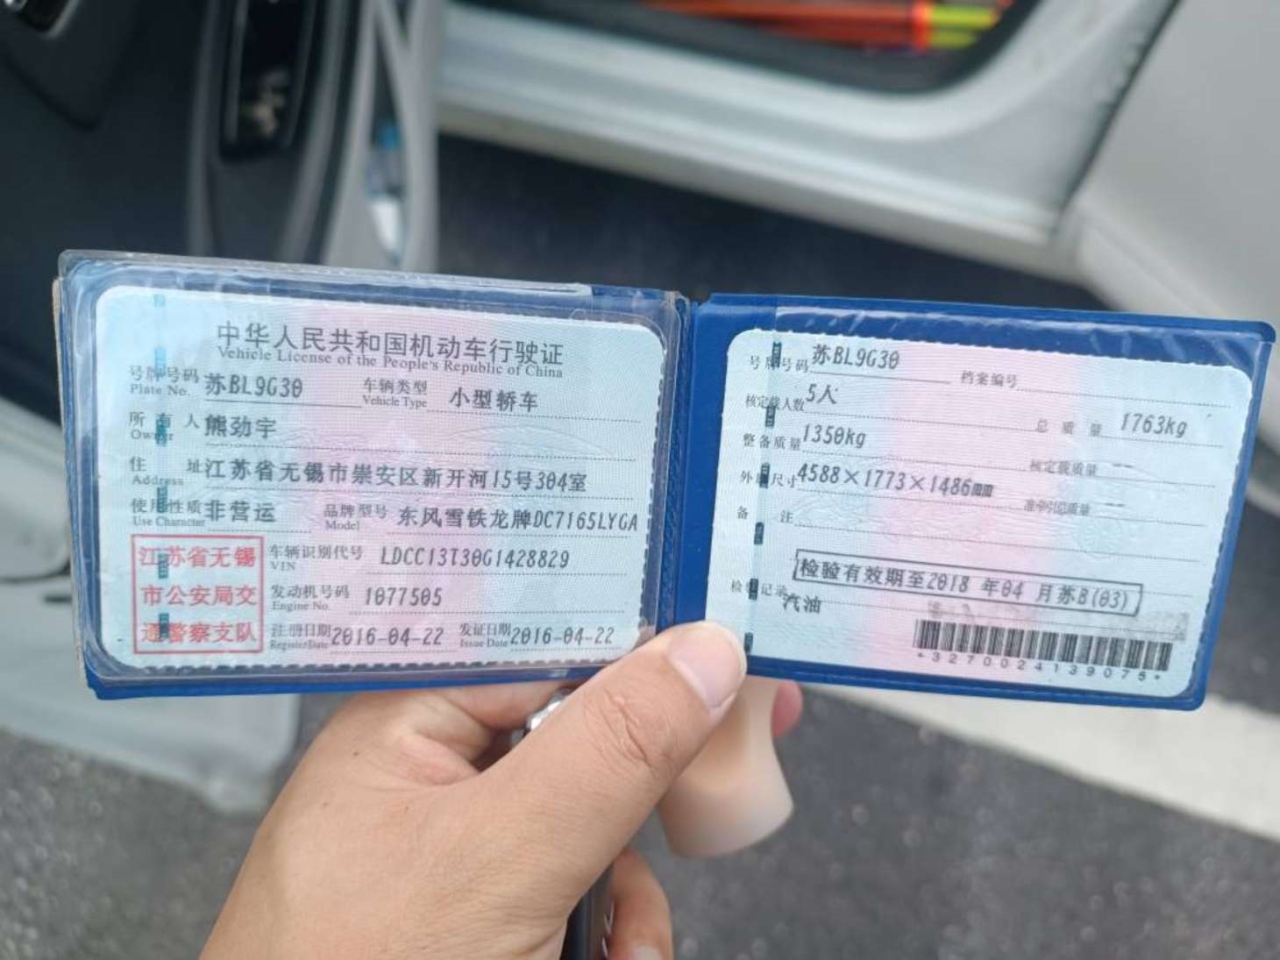 中华人民共和国机动车行驶证
Vehicle License of the People's Republic of China
号牌号码 苏BL9G30 车辆类型 小型轿车
Plate No. Vehicle Type
所有人 熊劲宇
Owner
住址 江苏省无锡市崇安区新开河15号304室
Address
使用性质 非营运 品牌型号 东风雪铁龙牌DC7165LYGA
Use Character Model
江苏省无锡
市公安局交
通警察支队
车辆识别代号 LDCC13T30G1428829
VIN
发动机号码 1077505
Engine No.
注册日期 2016-04-22 发证日期 2016-04-22
Register Date Issue Date
号牌号码 苏BL9G30 档案编号
核定载人数 5人 总质量 1763kg
整备质量 1350kg 核定载质量 --
外廓尺寸 4588×1773×1486mm 准牵引总质量 --
备注
检验有效期至2018 年04 月苏B(03)
检验记录 汽油
*3270024139075*